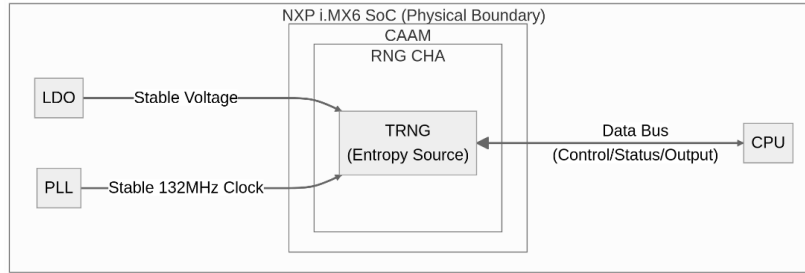 NXP i.MX6 SoC (Physical Boundary)
CAAM
RNG CHA
LDO
Stable Voltage
TRNG
(Entropy Source)
Data Bus
(Control/Status/Output)
CPU
PLL
Stable 132MHz Clock